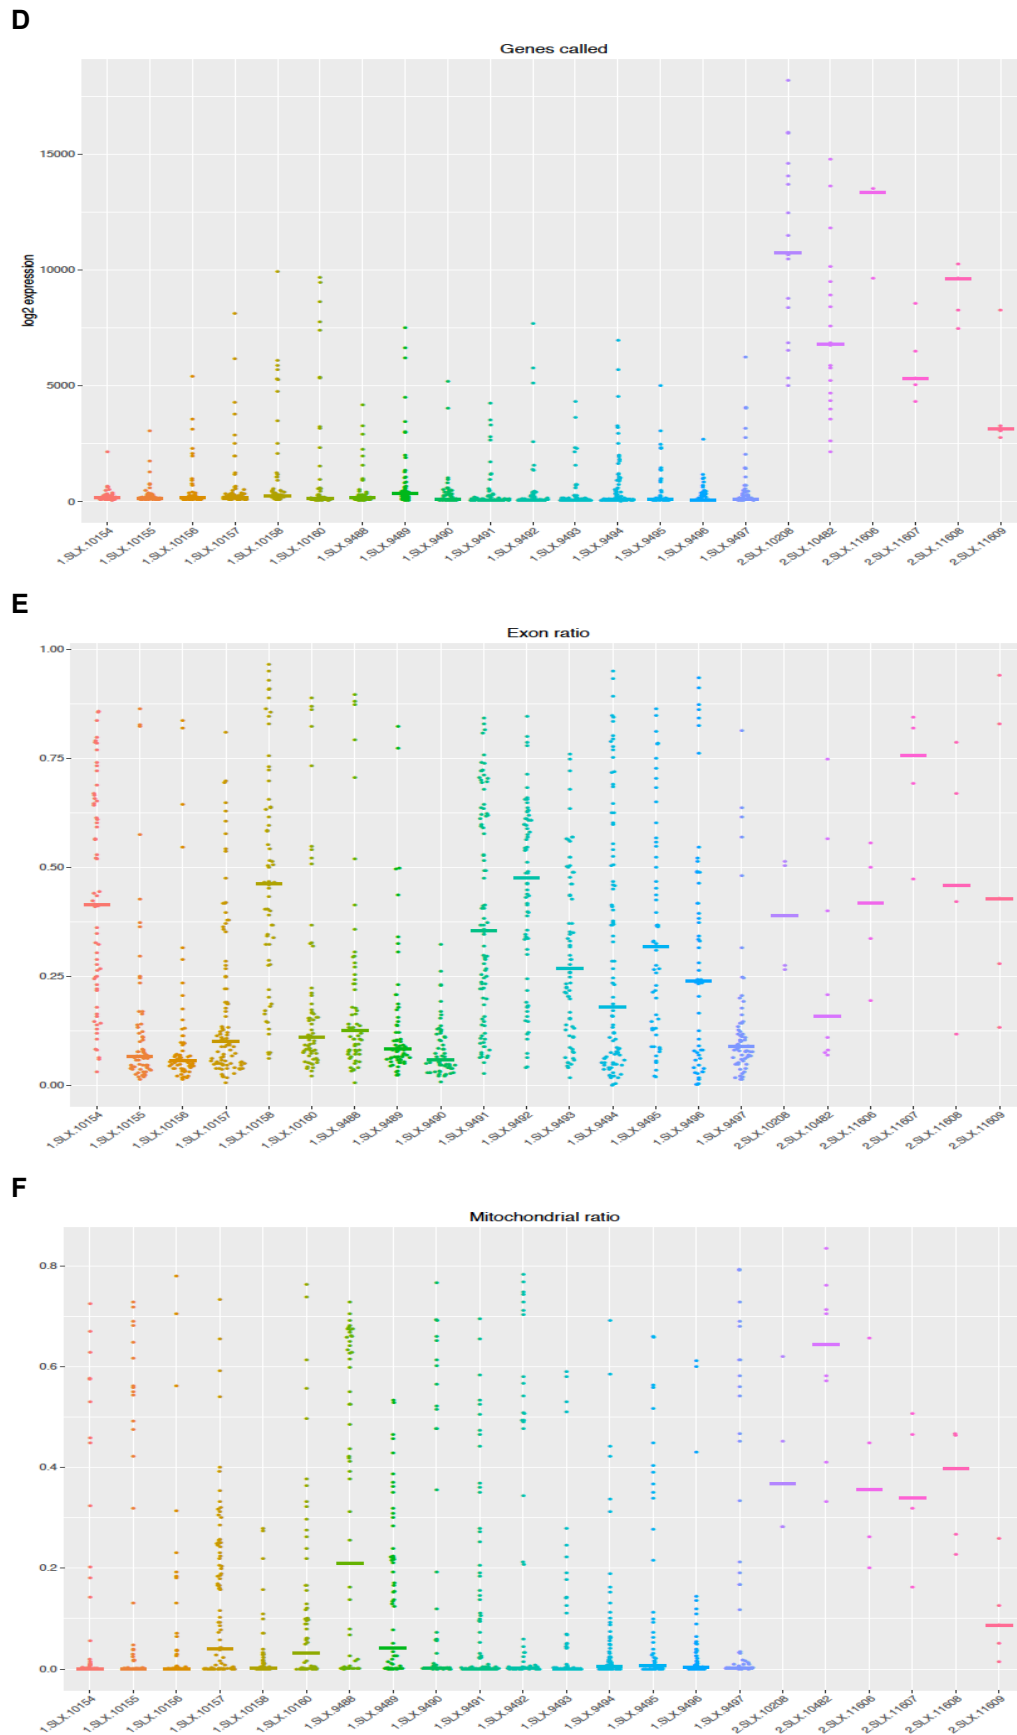 D
Genes called
log2 expression
15000
10000
5000
0
1.SLX.10154 1.SLX.10155 1.SLX.10156 1.SLX.10157 1.SLX.10158 1.SLX.10160 1.SLX.9488 1.SLX.9489 1.SLX.9490 1.SLX.9491 1.SLX.9492 1.SLX.9493 1.SLX.9494 1.SLX.9495 1.SLX.9496 1.SLX.9497 2.SLX.10208 2.SLX.10482 2.SLX.11606 2.SLX.11607 2.SLX.11608 2.SLX.11609
E
Exon ratio
1.00
0.75
0.50
0.25
0.00
1.SLX.10154 1.SLX.10155 1.SLX.10156 1.SLX.10157 1.SLX.10158 1.SLX.10160 1.SLX.9488 1.SLX.9489 1.SLX.9490 1.SLX.9491 1.SLX.9492 1.SLX.9493 1.SLX.9494 1.SLX.9495 1.SLX.9496 1.SLX.9497 2.SLX.10208 2.SLX.10482 2.SLX.11606 2.SLX.11607 2.SLX.11608 2.SLX.11609
F
Mitochondrial ratio
0.8
0.6
0.4
0.2
0.0
1.SLX.10154 1.SLX.10155 1.SLX.10156 1.SLX.10157 1.SLX.10158 1.SLX.10160 1.SLX.9488 1.SLX.9489 1.SLX.9490 1.SLX.9491 1.SLX.9492 1.SLX.9493 1.SLX.9494 1.SLX.9495 1.SLX.9496 1.SLX.9497 2.SLX.10208 2.SLX.10482 2.SLX.11606 2.SLX.11607 2.SLX.11608 2.SLX.11609